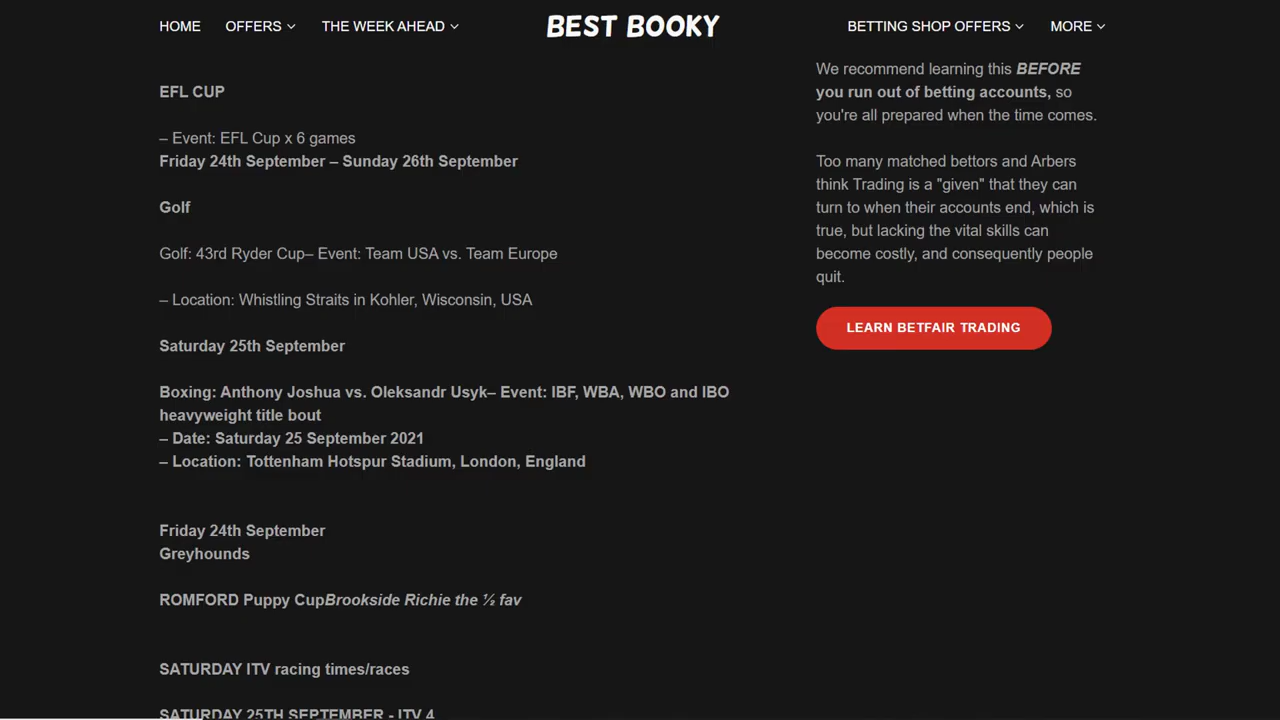 HOME OFFERS THE WEEK AHEAD BEST BOOKY BETTING SHOP OFFERS MORE
EFL CUP
– Event: EFL Cup x 6 games
Friday 24th September – Sunday 26th September
Golf
Golf: 43rd Ryder Cup– Event: Team USA vs. Team Europe
– Location: Whistling Straits in Kohler, Wisconsin, USA
Saturday 25th September
Boxing: Anthony Joshua vs. Oleksandr Usyk– Event: IBF, WBA, WBO and IBO
heavyweight title bout
– Date: Saturday 25 September 2021
– Location: Tottenham Hotspur Stadium, London, England
Friday 24th September
Greyhounds
ROMFORD Puppy CupBrookside Richie the ½ fav
SATURDAY ITV racing times/races
SATURDAY 25TH SEPTEMBER - ITV 4
We recommend learning this BEFORE
you run out of betting accounts, so
you're all prepared when the time comes.
Too many matched bettors and Arbers
think Trading is a "given" that they can
turn to when their accounts end, which is
true, but lacking the vital skills can
become costly, and consequently people
quit.
LEARN BETFAIR TRADING